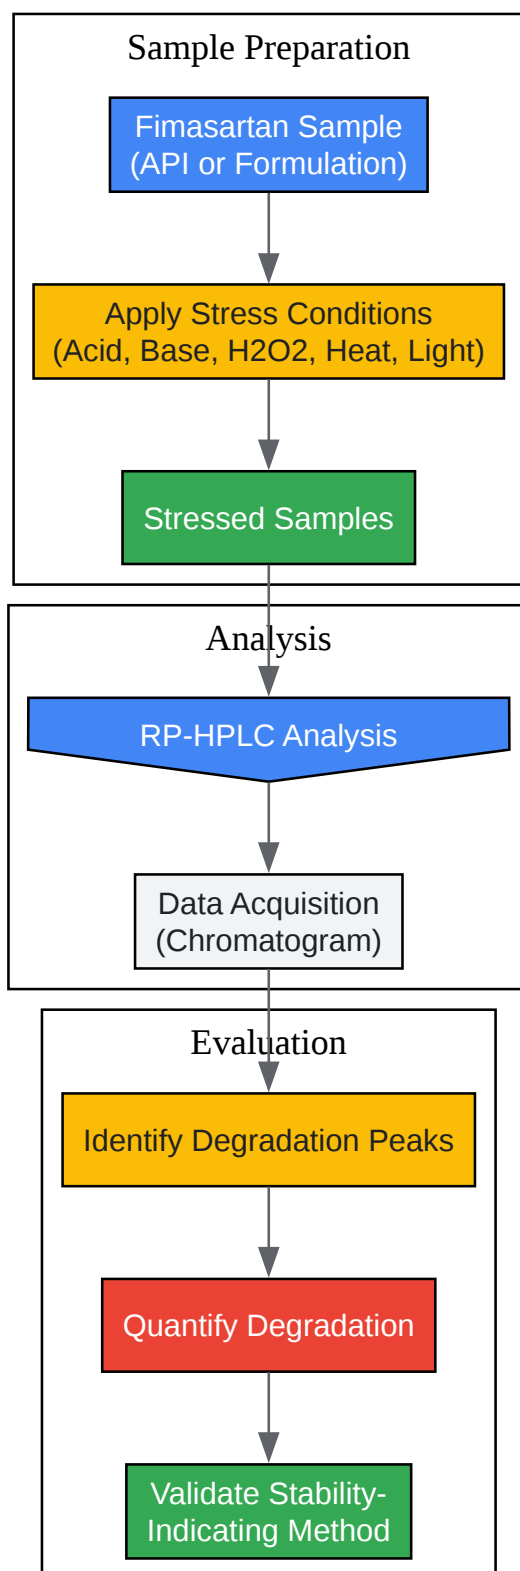 Sample Preparation
Fimasartan Sample
(API or Formulation)
Apply Stress Conditions
(Acid, Base, H2O2, Heat, Light)
Stressed Samples
Analysis
RP-HPLC Analysis
Data Acquisition
(Chromatogram)
Evaluation
Identify Degradation Peaks
Quantify Degradation
Validate Stability-
Indicating Method